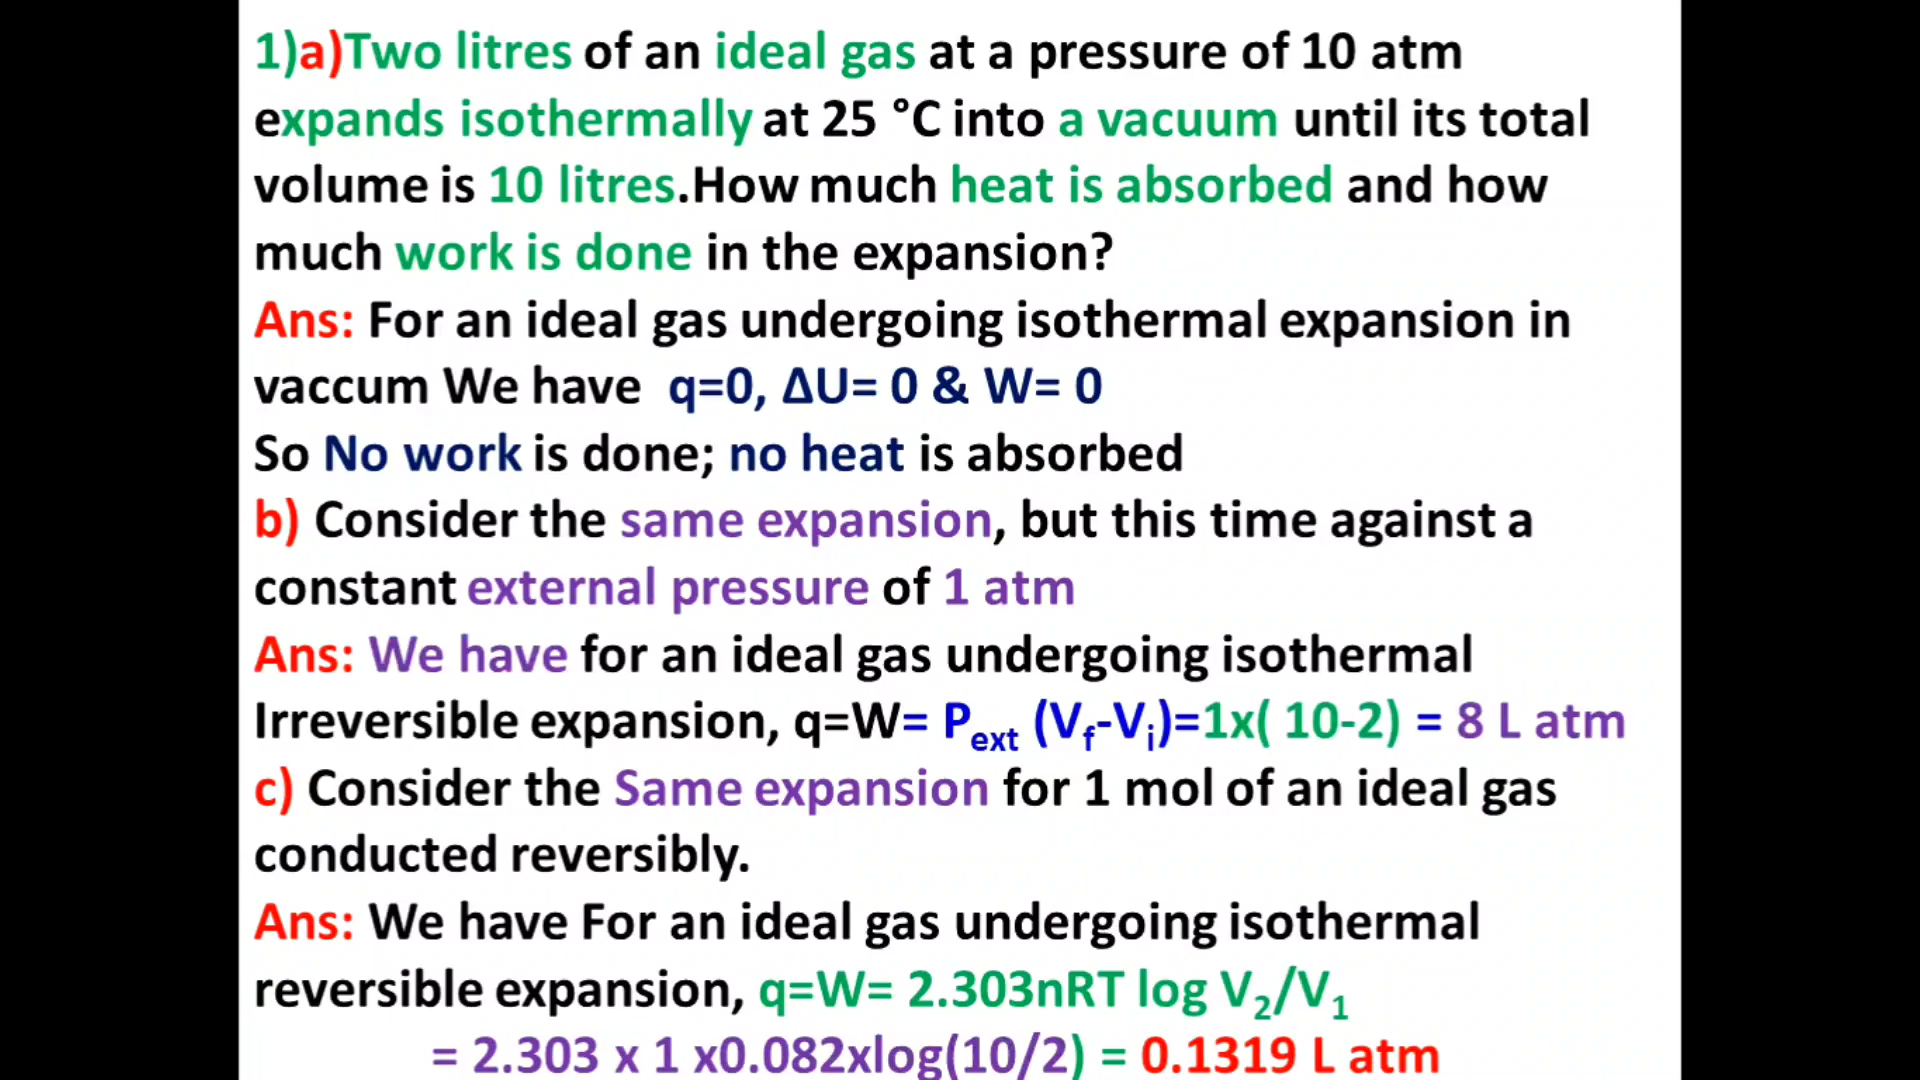 1)a)Two litres of an ideal gas at a pressure of 10 atm
expands isothermally at 25 °C into a vacuum until its total
volume is 10 litres.How much heat is absorbed and how
much work is done in the expansion?
Ans: For an ideal gas undergoing isothermal expansion in
vaccum We have q=0, ΔU= 0 & W= 0
So No work is done; no heat is absorbed
b) Consider the same expansion, but this time against a
constant external pressure of 1 atm
Ans: We have for an ideal gas undergoing isothermal
Irreversible expansion, q=W= Pext (Vf-Vi)=1x( 10-2) = 8 L atm
c) Consider the Same expansion for 1 mol of an ideal gas
conducted reversibly.
Ans: We have For an ideal gas undergoing isothermal
reversible expansion, q=W= 2.303nRT log V2/V1
= 2.303 x 1 x0.082xlog(10/2) = 0.1319 L atm